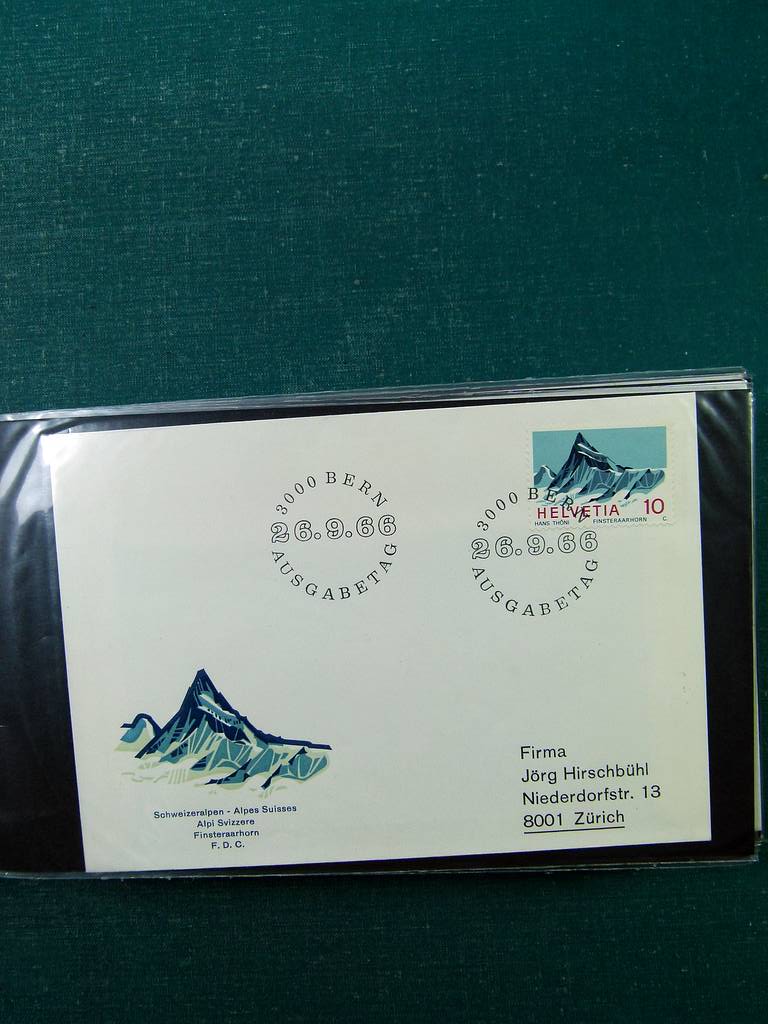 3000 BERN
26.9.66
AUSGABETAG
3000 BERN
26.9.66
AUSGABETAG
HELVETIA 10
HANS THÖNI FINSTERAARHORN C.
Schweizeralpen - Alpes Suisses
Alpi Svizzere
Finsteraarhorn
F. D. C.
Firma
Jörg Hirschbühl
Niederdorfstr. 13
8001 Zürich